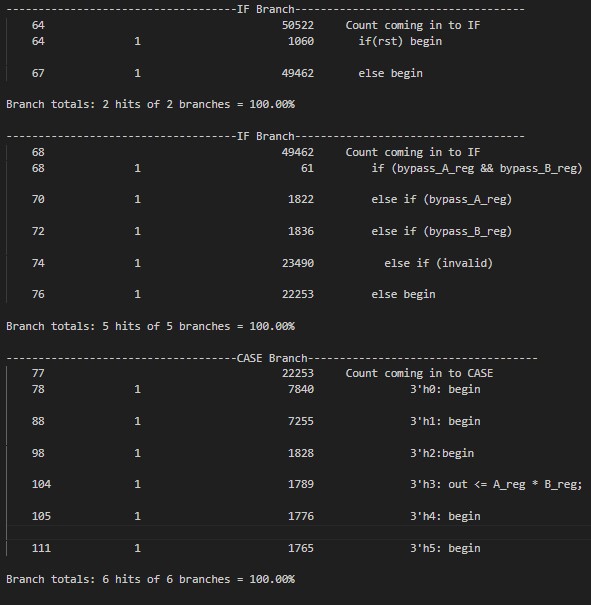 ------------------------------------IF Branch------------------------------------
64 50522 Count coming in to IF
64 1 1060 if(rst) begin
67 1 49462 else begin
Branch totals: 2 hits of 2 branches = 100.00%
------------------------------------IF Branch------------------------------------
68 49462 Count coming in to IF
68 1 61 if (bypass_A_reg && bypass_B_reg)
70 1 1822 else if (bypass_A_reg)
72 1 1836 else if (bypass_B_reg)
74 1 23490 else if (invalid)
76 1 22253 else begin
Branch totals: 5 hits of 5 branches = 100.00%
------------------------------------CASE Branch------------------------------------
77 22253 Count coming in to CASE
78 1 7840 3'h0: begin
88 1 7255 3'h1: begin
98 1 1828 3'h2:begin
104 1 1789 3'h3: out <= A_reg * B_reg;
105 1 1776 3'h4: begin
111 1 1765 3'h5: begin
Branch totals: 6 hits of 6 branches = 100.00%